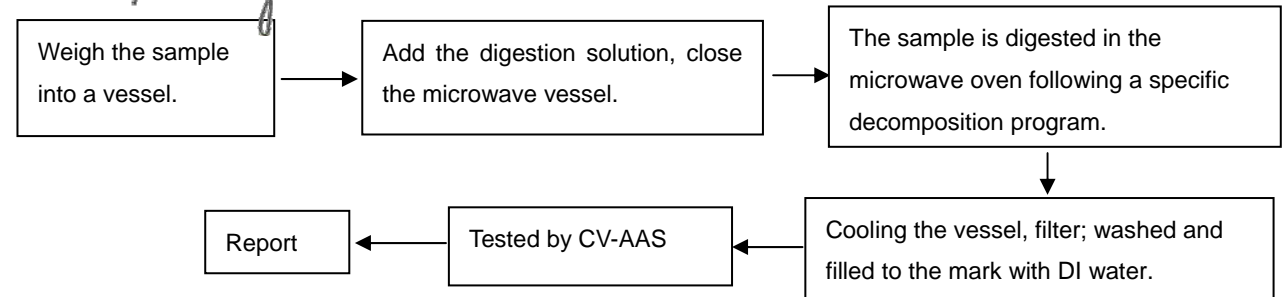 Weigh the sample
into a vessel.
Add the digestion solution, close
the microwave vessel.
The sample is digested in the
microwave oven following a specific
decomposition program.
Cooling the vessel, filter; washed and
filled to the mark with DI water.
Tested by CV-AAS
Report